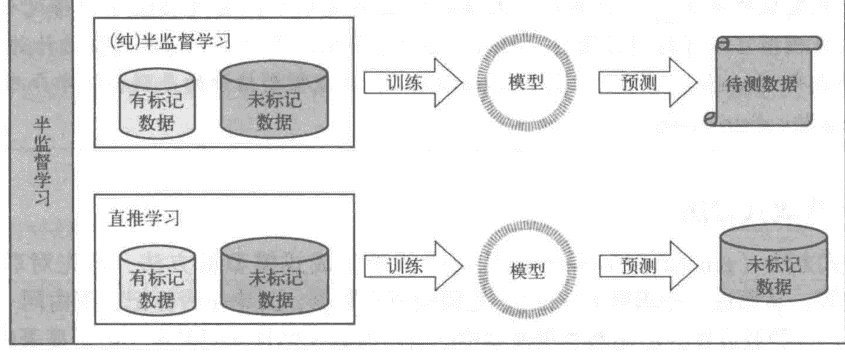 半监督学习
(纯)半监督学习
有标记
数据
未标记
数据
训练
模型
预测
待测数据
直推学习
有标记
数据
未标记
数据
训练
模型
预测
未标记
数据